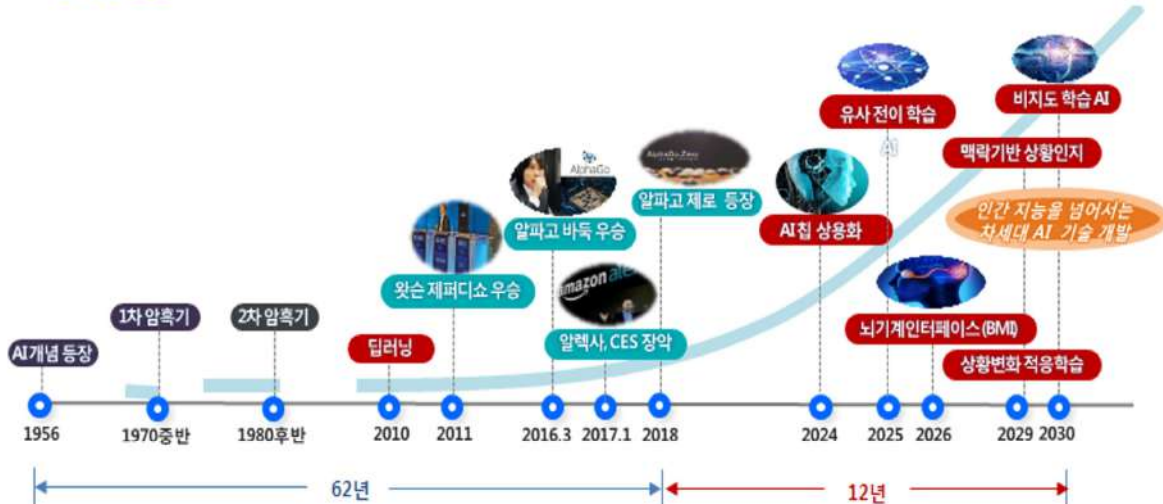 비지도 학습 AI
유사 전이 학습
AI
맥락기반 상황인지
AlphaGo
AlphaGo Zero
알파고 바둑 우승
알파고 제로 등장
AI칩 상용화
인간 지능을 넘어서는
차세대 AI 기술 개발
왓슨 제퍼디쇼 우승
amazon alexa
1차 암흑기
2차 암흑기
뇌기계인터페이스(BMI)
AI개념 등장
딥러닝
알렉사, CES 장악
상황변화 적응학습
1956
1970중반
1980후반
2010
2011
2016.3
2017.1
2018
2024
2025
2026
2029
2030
62년
12년